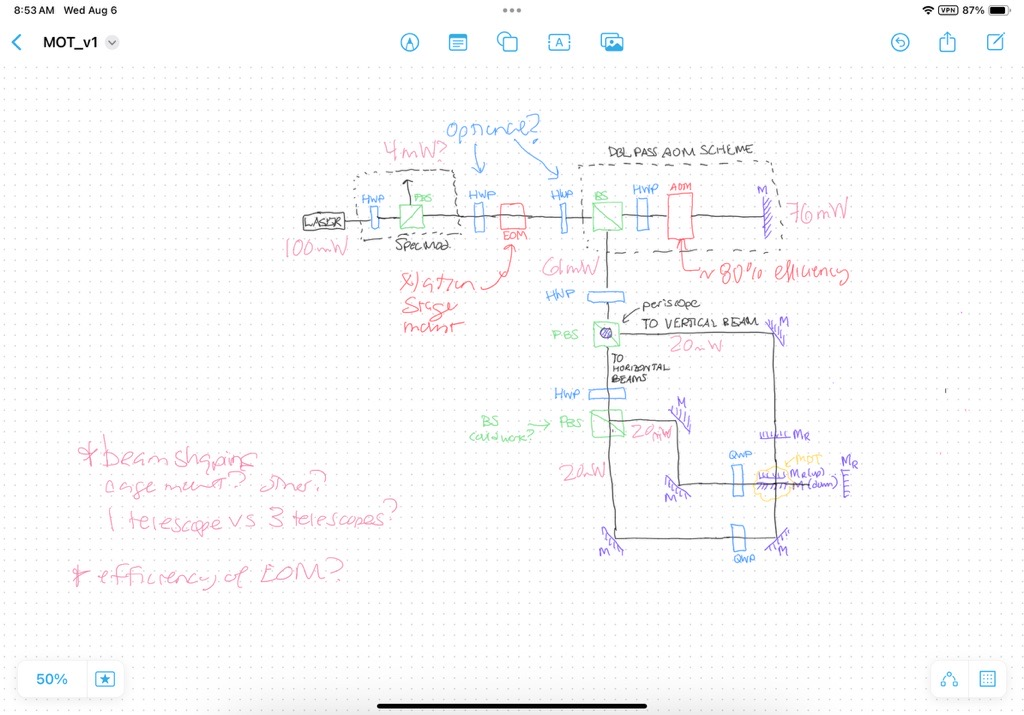 8:53 AM Wed Aug 6
VPN 87%
MOT_v1
A
optional?
4mW?
DBL PASS AOM SCHEME
HWP
PBS
HWP
HWP
BS
HWP
AOM
M
LASER
76mW
SpecMod
EOM
100mW
~80% efficiency
stage
mount
HWP
periscope
PBS
TO VERTICAL BEAM
M
20mW
TO
HORIZONTAL
BEAMS
HWP
M
BS
could work?
PBS
20mW
MR
20mW
QWP
MOT
MR
MR(up)
M(down)
M
* beam shaping
cage mount? other?
1 telescope vs 3 telescopes?
M
QWP
M
* efficiency of EOM?
50%